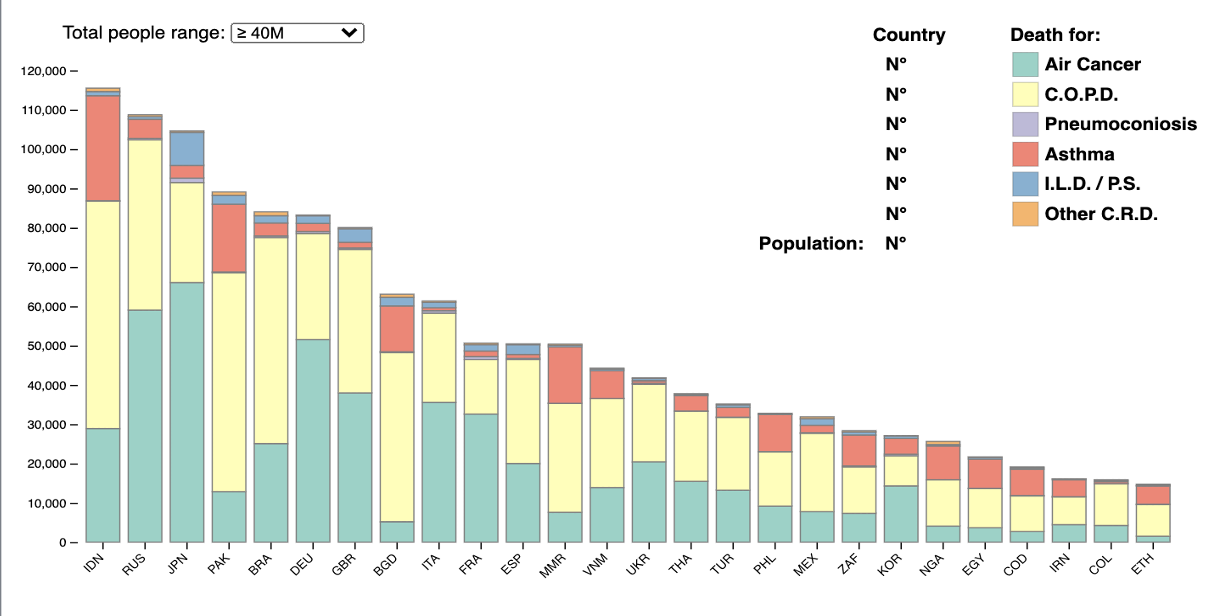 Total people range: ≥ 40M
Country Death for:
N° Air Cancer
N° C.O.P.D.
N° Pneumoconiosis
N° Asthma
N° I.L.D. / P.S.
N° Other C.R.D.
Population: N°
120,000
110,000
100,000
90,000
80,000
70,000
60,000
50,000
40,000
30,000
20,000
10,000
0
IDN RUS JPN PAK BRA DEU GBR BGD ITA FRA ESP MMR VNM UKR THA TUR PHL MEX ZAF KOR NGA EGY COD IRN COL ETH